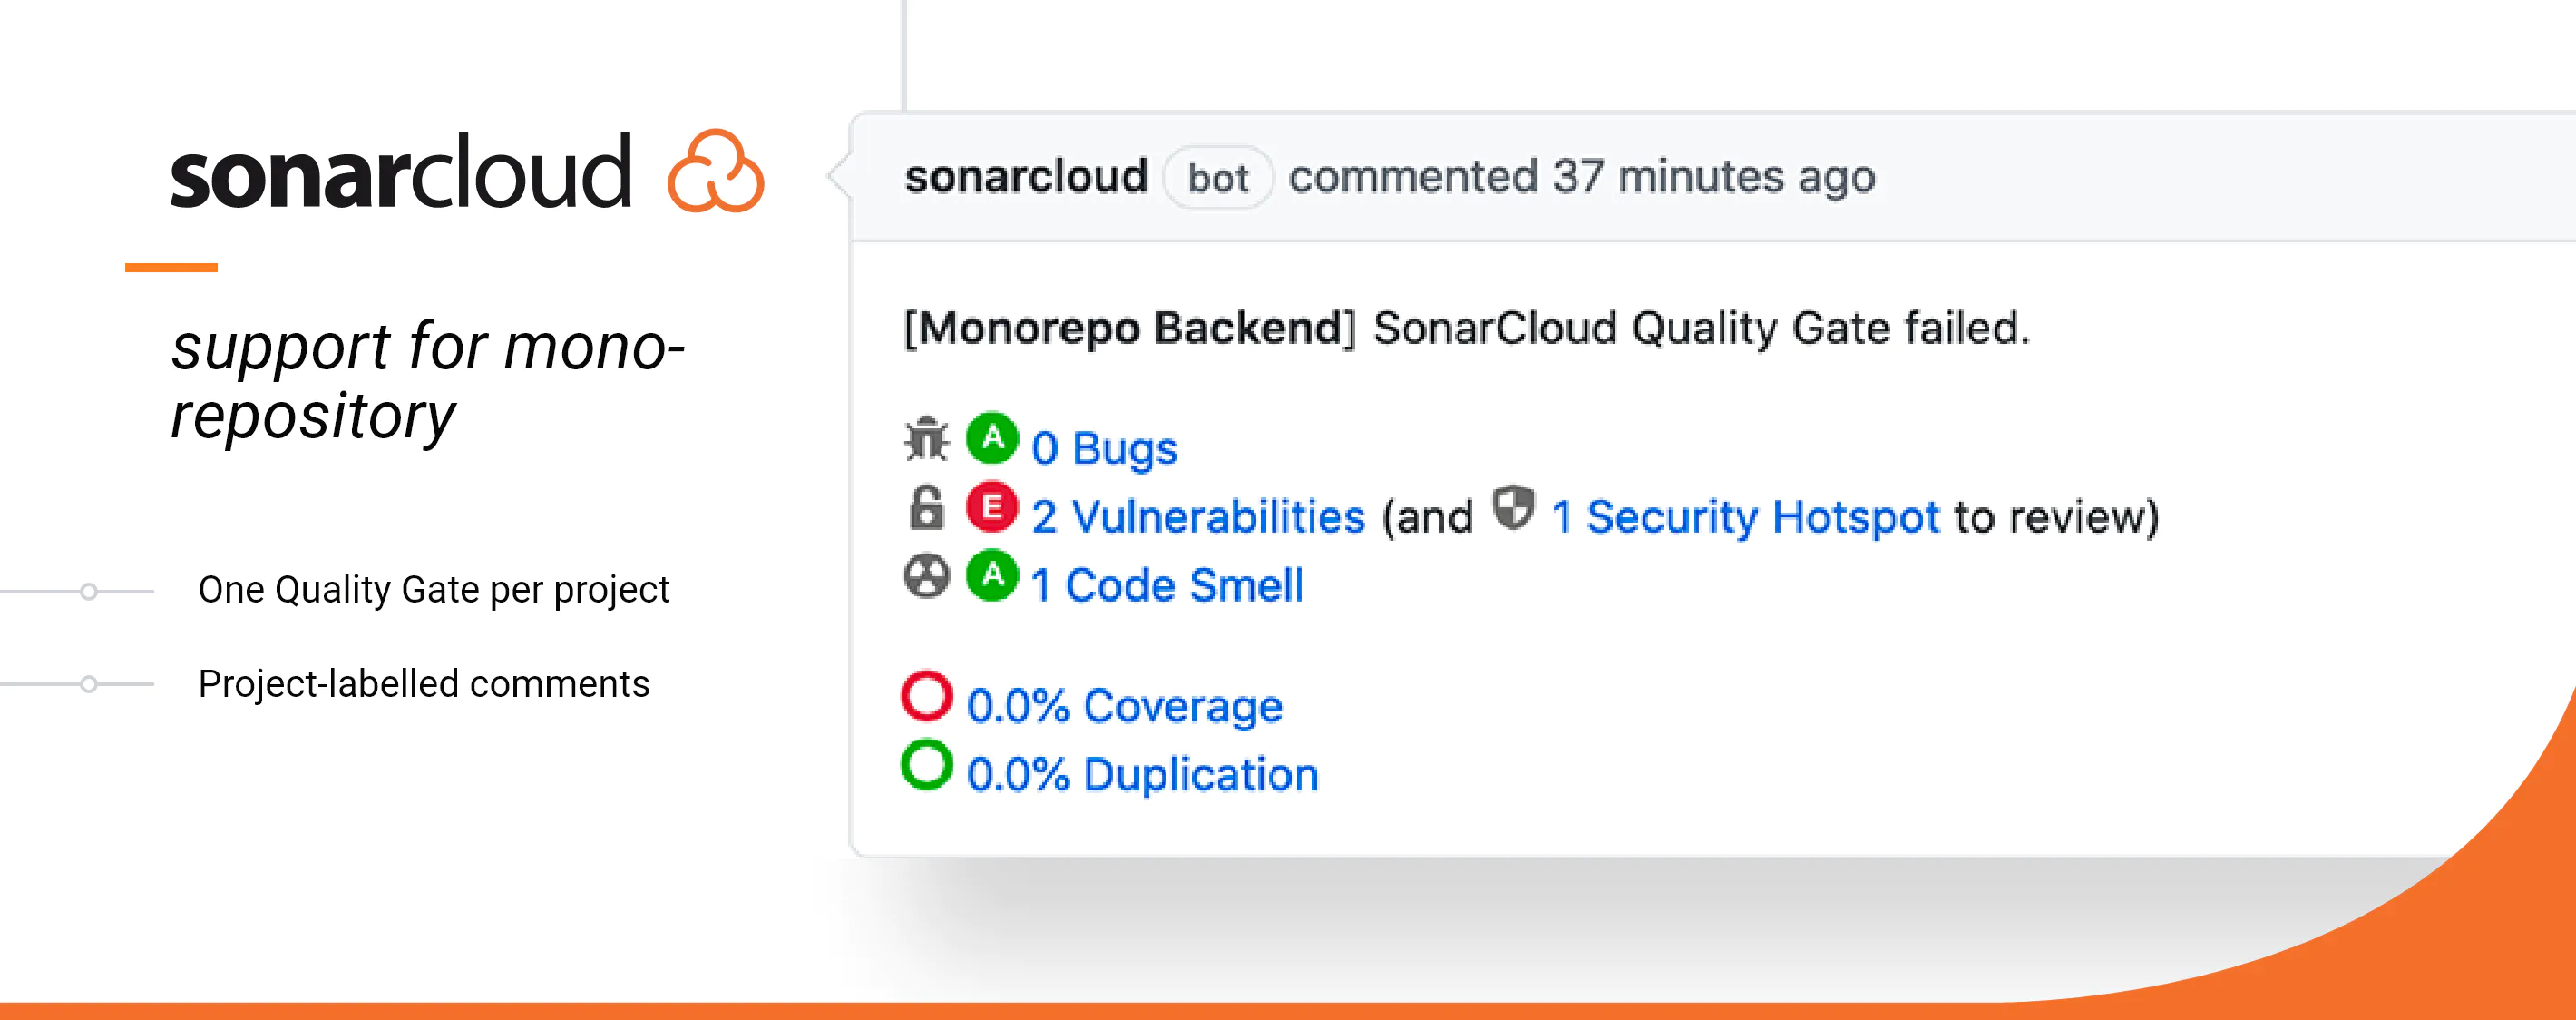 sonarcloud
support for mono-
repository
One Quality Gate per project
Project-labelled comments
sonarcloud bot commented 37 minutes ago
[Monorepo Backend] SonarCloud Quality Gate failed.
A 0 Bugs
E 2 Vulnerabilities (and 1 Security Hotspot to review)
A 1 Code Smell
0.0% Coverage
0.0% Duplication